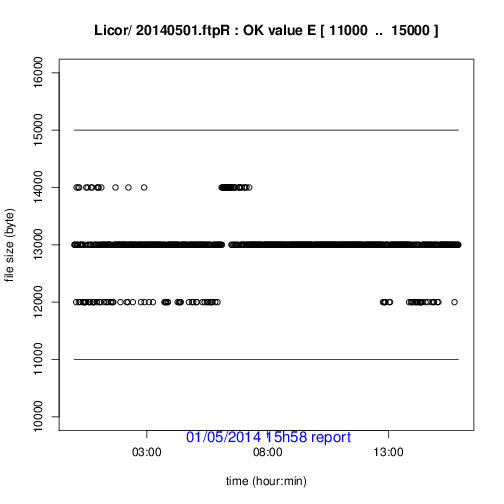 Licor/ 20140501.ftpR : OK value E [ 11000 .. 15000 ]
file size (byte)
16000
15000
14000
13000
12000
11000
10000
01/05/2014 15h58 report
03:00 08:00 13:00
time (hour:min)